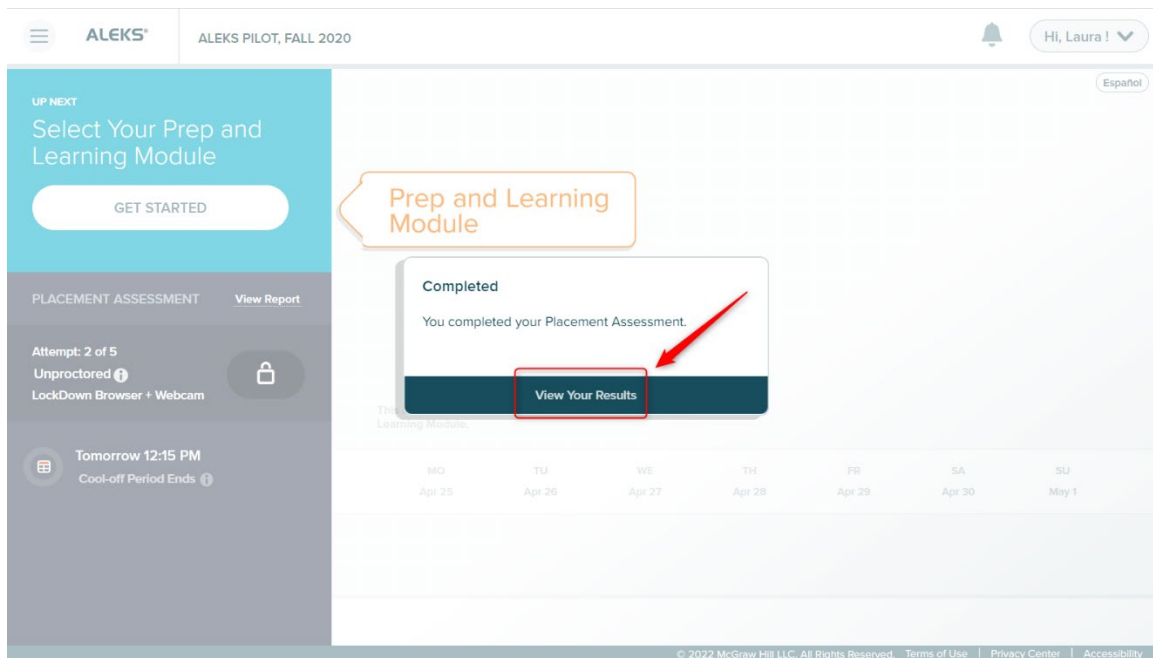 ALEKS®
ALEKS PILOT, FALL 2020
Hi, Laura !
Español
UP NEXT
Select Your Prep and
Learning Module
GET STARTED
Prep and Learning
Module
Completed
You completed your Placement Assessment.
View Your Results
PLACEMENT ASSESSMENT View Report
Attempt: 2 of 5
Unproctored
LockDown Browser + Webcam
This
Learning Module.
Tomorrow 12:15 PM
Cool-off Period Ends
MO TU WE TH FR SA SU
Apr 25 Apr 26 Apr 27 Apr 28 Apr 29 Apr 30 May 1
© 2022 McGraw Hill LLC. All Rights Reserved. Terms of Use | Privacy Center | Accessibility